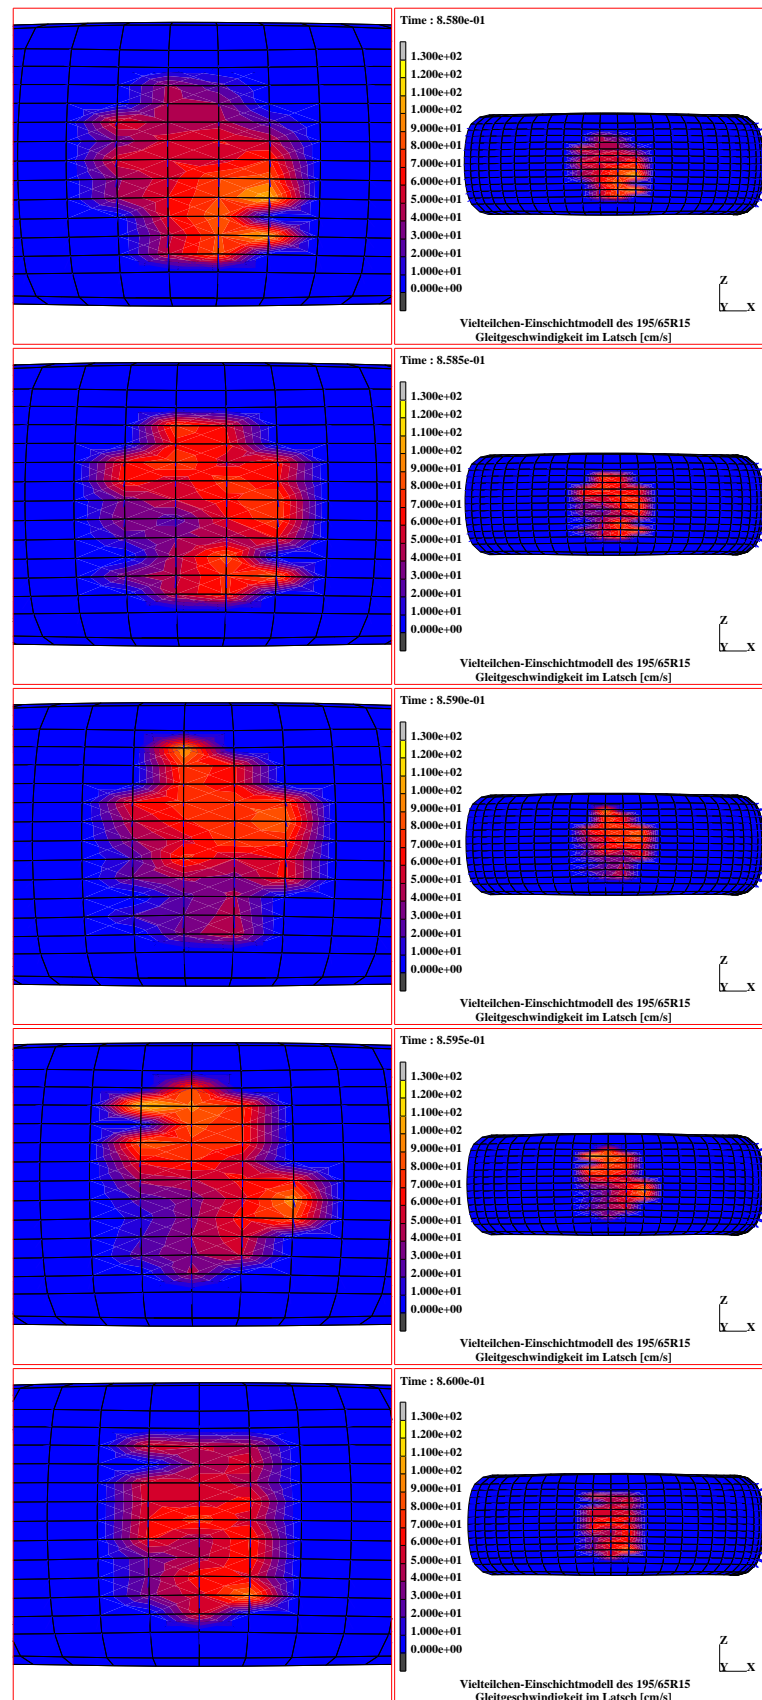 Time : 8.580e-01
1.300e+02
1.200e+02
1.100e+02
1.000e+02
9.000e+01
8.000e+01
7.000e+01
6.000e+01
5.000e+01
4.000e+01
3.000e+01
2.000e+01
1.000e+01
0.000e+00
Z
Y X
Vielteilchen-Einschichtmodell des 195/65R15
Gleitgeschwindigkeit im Latsch [cm/s]
Time : 8.585e-01
1.300e+02
1.200e+02
1.100e+02
1.000e+02
9.000e+01
8.000e+01
7.000e+01
6.000e+01
5.000e+01
4.000e+01
3.000e+01
2.000e+01
1.000e+01
0.000e+00
Z
Y X
Vielteilchen-Einschichtmodell des 195/65R15
Gleitgeschwindigkeit im Latsch [cm/s]
Time : 8.590e-01
1.300e+02
1.200e+02
1.100e+02
1.000e+02
9.000e+01
8.000e+01
7.000e+01
6.000e+01
5.000e+01
4.000e+01
3.000e+01
2.000e+01
1.000e+01
0.000e+00
Z
Y X
Vielteilchen-Einschichtmodell des 195/65R15
Gleitgeschwindigkeit im Latsch [cm/s]
Time : 8.595e-01
1.300e+02
1.200e+02
1.100e+02
1.000e+02
9.000e+01
8.000e+01
7.000e+01
6.000e+01
5.000e+01
4.000e+01
3.000e+01
2.000e+01
1.000e+01
0.000e+00
Z
Y X
Vielteilchen-Einschichtmodell des 195/65R15
Gleitgeschwindigkeit im Latsch [cm/s]
Time : 8.600e-01
1.300e+02
1.200e+02
1.100e+02
1.000e+02
9.000e+01
8.000e+01
7.000e+01
6.000e+01
5.000e+01
4.000e+01
3.000e+01
2.000e+01
1.000e+01
0.000e+00
Z
Y X
Vielteilchen-Einschichtmodell des 195/65R15
Gleitgeschwindigkeit im Latsch [cm/s]